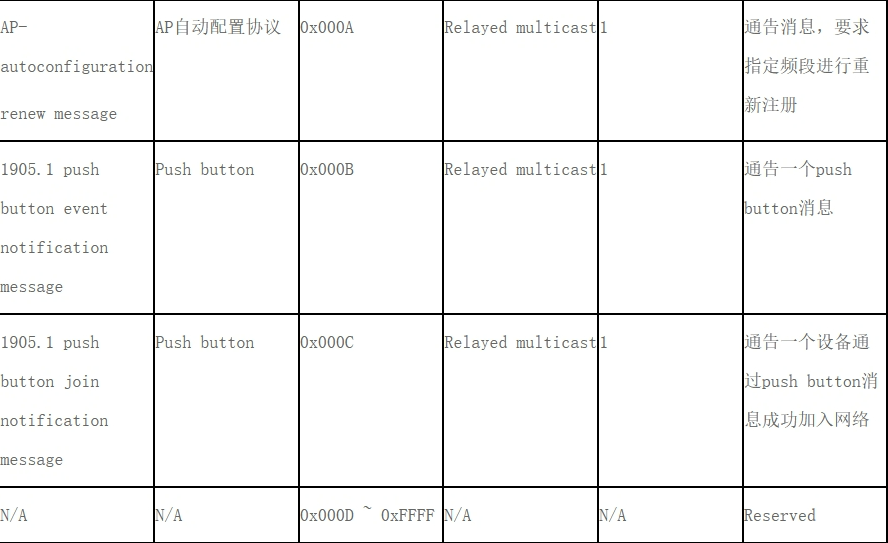 AP-
autoconfiguration
renew message
AP自动配置协议
0x000A
Relayed multicast
1
通告消息，要求
指定频段进行重
新注册
1905.1 push
button event
notification
message
Push button
0x000B
Relayed multicast
1
通告一个push
button消息
1905.1 push
button join
notification
message
Push button
0x000C
Relayed multicast
1
通告一个设备通
过push button消
息成功加入网络
N/A
N/A
0x000D ~ 0xFFFF
N/A
N/A
Reserved